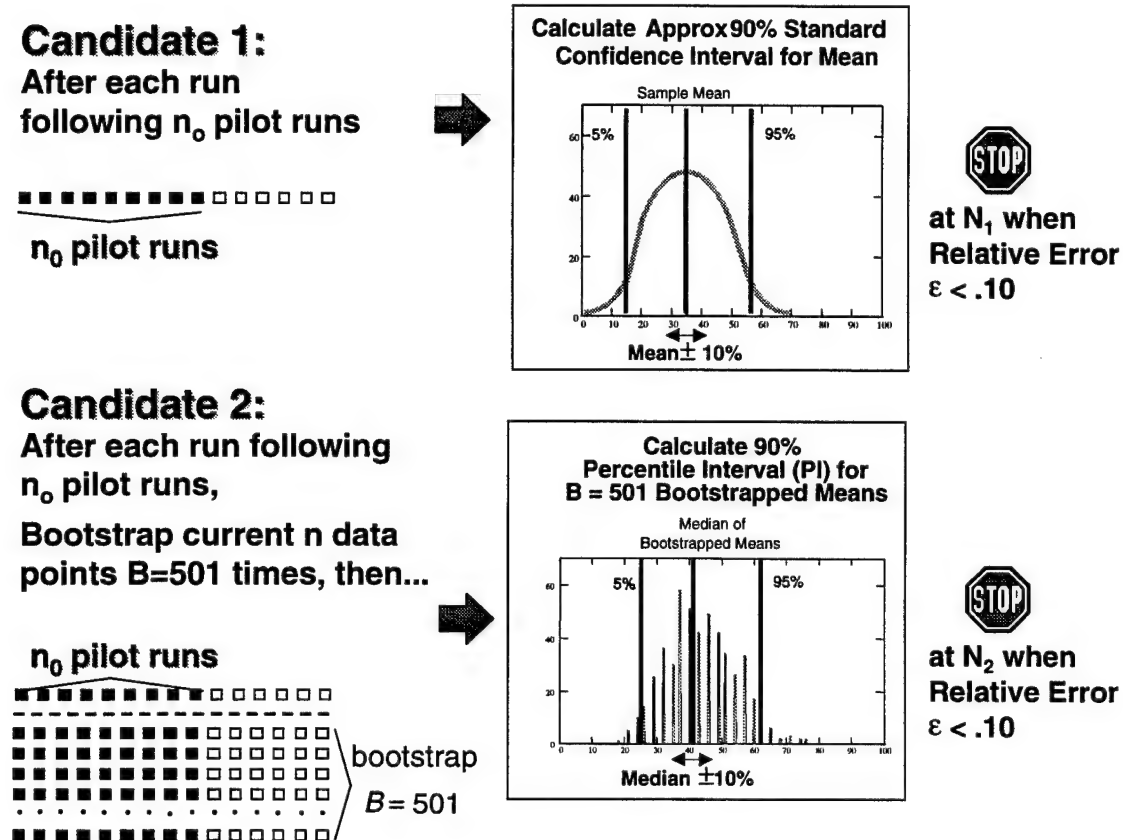 Candidate 1:
After each run
following n₀ pilot runs
n₀ pilot runs
Calculate Approx90% Standard
Confidence Interval for Mean
Sample Mean
60
40
20
0
5%
95%
0 10 20 30 40 50 60 70 80 90 100
Mean± 10%
STOP
at N₁ when
Relative Error
ε < .10
Candidate 2:
After each run following
n₀ pilot runs,
Bootstrap current n data
points B=501 times, then...
n₀ pilot runs
bootstrap
B = 501
Calculate 90%
Percentile Interval (PI) for
B = 501 Bootstrapped Means
Median of
Bootstrapped Means
60
40
20
0
5%
95%
0 10 20 30 40 50 60 70 80 90 100
Median ±10%
STOP
at N₂ when
Relative Error
ε < .10